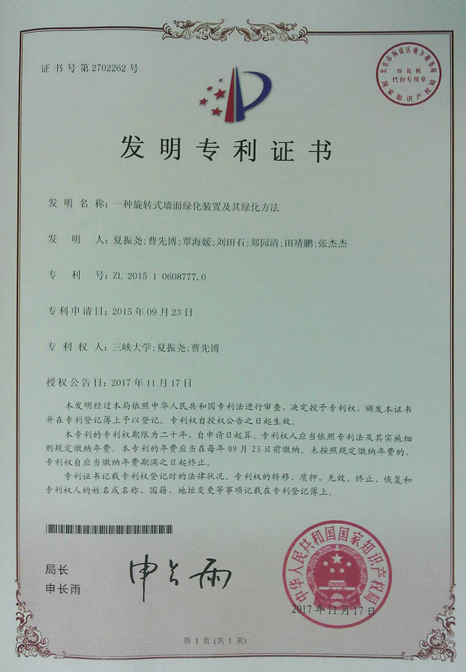 证书号第2702262号
发明专利证书
发明名称：一种旋转式墙面绿化装置及其绿化方法
发明人：夏振尧;曹先博;覃海媛;刘田石;郑园清;田靖鹏;张杰杰
专利号：ZL 2015 1 0608777.0
专利申请日：2015年09月23日
专利权人：三峡大学;夏振尧;曹先博
授权公告日：2017年11月17日
本发明经过本局依照中华人民共和国专利法进行审查，决定授予专利权，颁发本证书
并在专利登记簿上予以登记。专利权自授权公告之日起生效。
本专利的专利权期限为二十年，自申请日起算。专利权人应当依照专利法及其实施细
则规定缴纳年费。本专利的年费应当在每年09月23日前缴纳。未按照规定缴纳年费的，
专利权自应当缴纳年费期满之日起终止。
专利证书记载专利权登记时的法律状况。专利权的转移、质押、无效、终止、恢复和
专利权人的姓名或名称、国籍、地址变更等事项记载在专利登记簿上。
局长
申长雨
申长雨
中华人民共和国国家知识产权局
2017年11月17日
第1页(共1页)